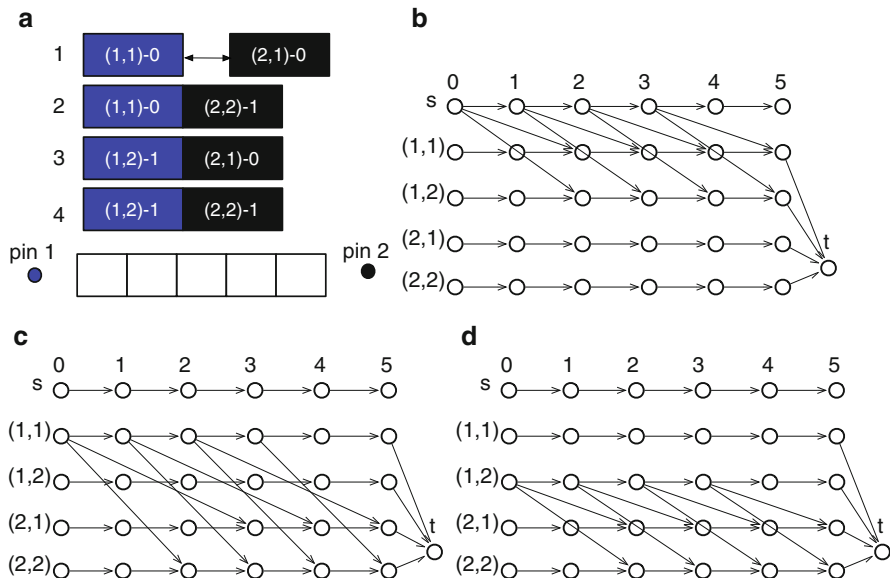 a
1 (1,1)-0 (2,1)-0
2 (1,1)-0 (2,2)-1
3 (1,2)-1 (2,1)-0
4 (1,2)-1 (2,2)-1
pin 1 pin 2
b
0 1 2 3 4 5
s
(1,1)
(1,2)
(2,1) t
(2,2)
c
0 1 2 3 4 5
s
(1,1)
(1,2)
(2,1) t
(2,2)
d
0 1 2 3 4 5
s
(1,1)
(1,2)
(2,1) t
(2,2)